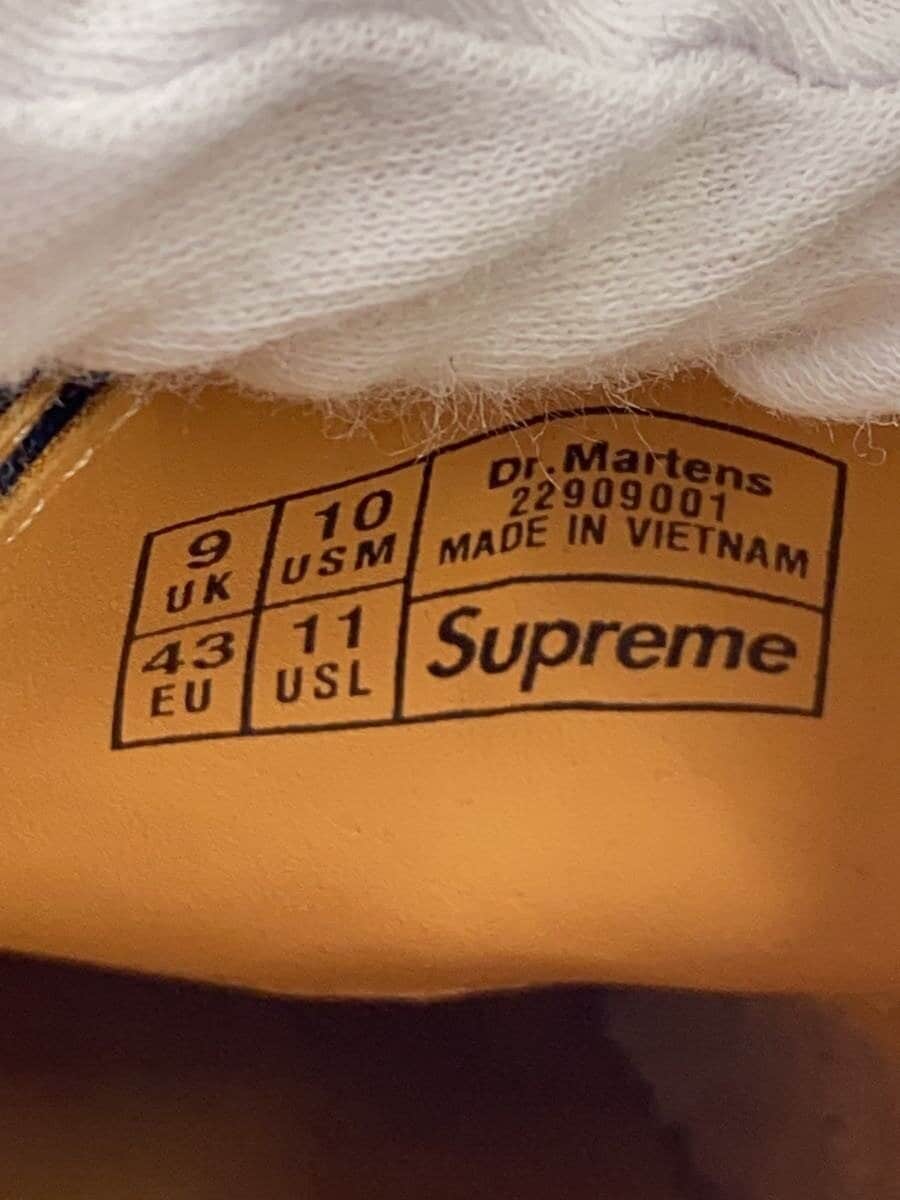 9
UK
10
USM
43
EU
11
USL
Dr.Martens
22909001
MADE IN VIETNAM
Supreme